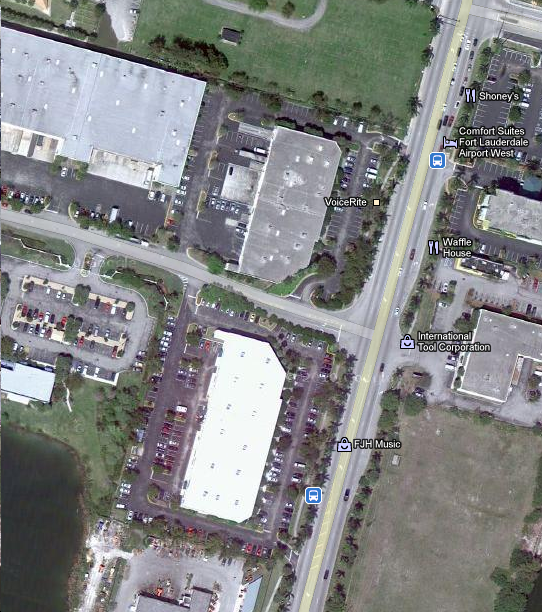 Shoney's
Comfort Suites
Fort Lauderdale
Airport West
VoiceRite
Waffle
House
International
Tool Corporation
FJH Music